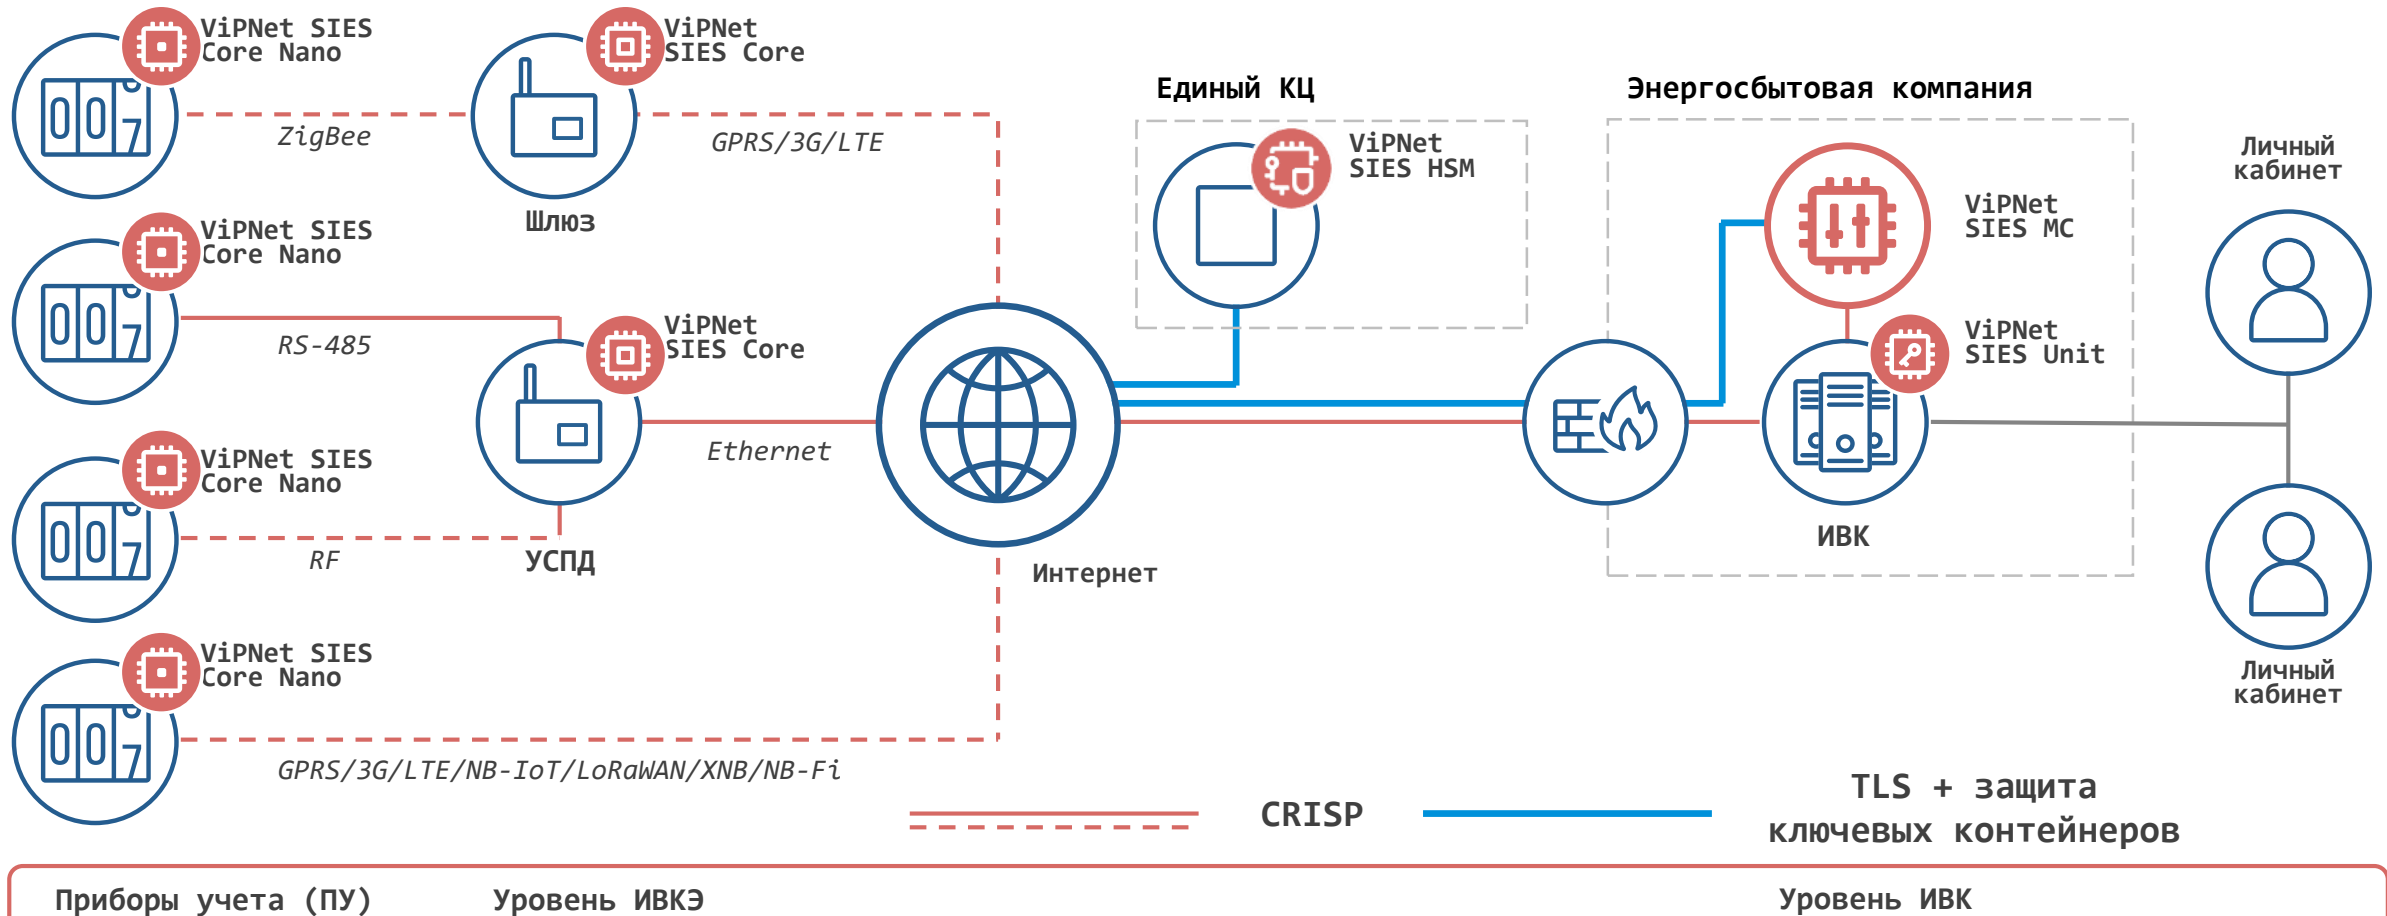 ViPNet SIES
Core Nano
ViPNet
SIES Core
ZigBee
GPRS/3G/LTE
Шлюз
ViPNet SIES
Core Nano
RS-485
ViPNet
SIES Core
Ethernet
ViPNet SIES
Core Nano
RF
УСПД
ViPNet SIES
Core Nano
GPRS/3G/LTE/NB-IoT/LoRaWAN/XNB/NB-Fi
Интернет
Единый КЦ
ViPNet
SIES HSM
Энергосбытовая компания
ViPNet
SIES MC
ViPNet
SIES Unit
ИВК
Личный
кабинет
Личный
кабинет
CRISP
TLS + защита
ключевых контейнеров
Приборы учета (ПУ)
Уровень ИВКЭ
Уровень ИВК